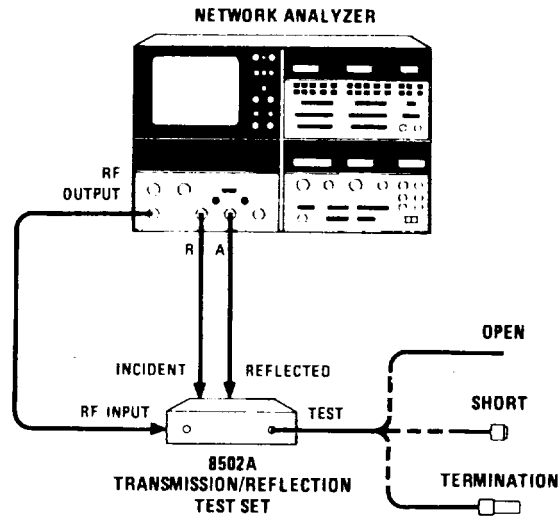 NETWORK ANALYZER
RF
OUTPUT
R A
INCIDENT REFLECTED
RF INPUT TEST
8502A
TRANSMISSION/REFLECTION
TEST SET
OPEN
SHORT
TERMINATION